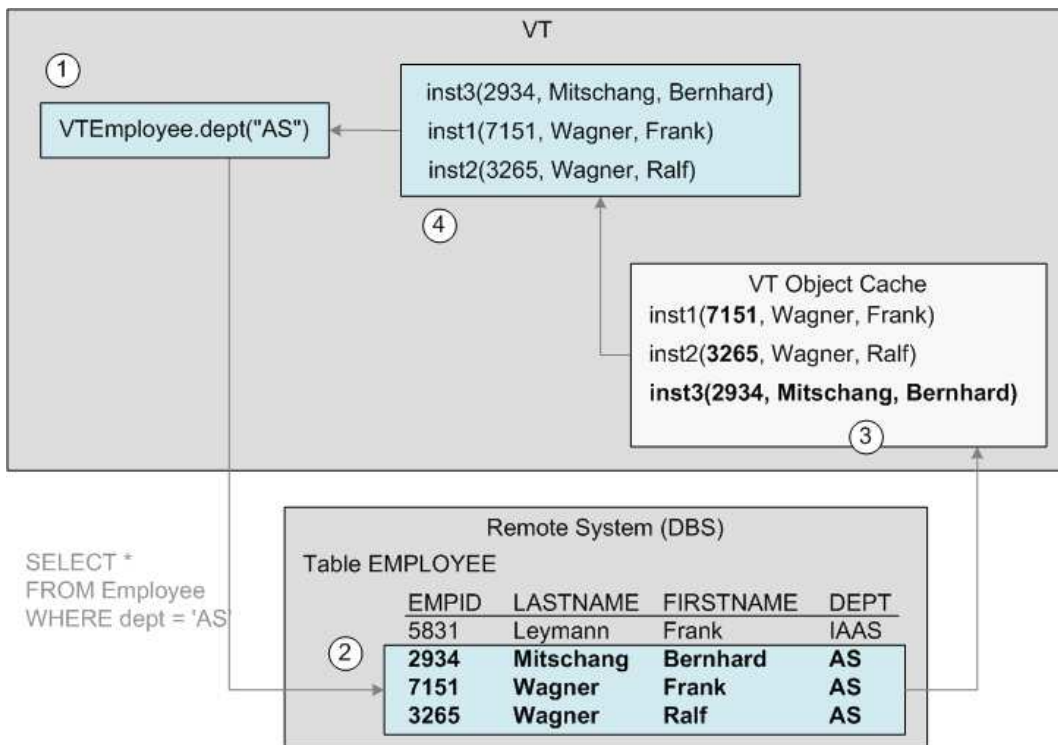 VT
1
VTEmployee.dept("AS")
inst3(2934, Mitschang, Bernhard)
inst1(7151, Wagner, Frank)
inst2(3265, Wagner, Ralf)
4
VT Object Cache
inst1(7151, Wagner, Frank)
inst2(3265, Wagner, Ralf)
inst3(2934, Mitschang, Bernhard)
3
SELECT *
FROM Employee
WHERE dept = 'AS'
Remote System (DBS)
Table EMPLOYEE
EMPID LASTNAME FIRSTNAME DEPT
5831 Leymann Frank IAAS
2
2934 Mitschang Bernhard AS
7151 Wagner Frank AS
3265 Wagner Ralf AS